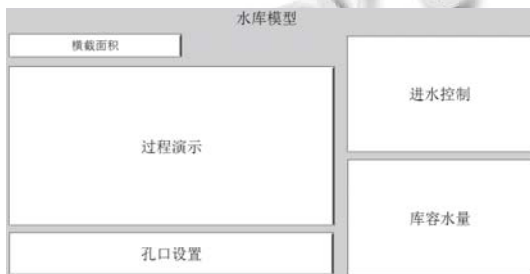 水库模型
横截面积
进水控制
过程演示
库容水量
孔口设置